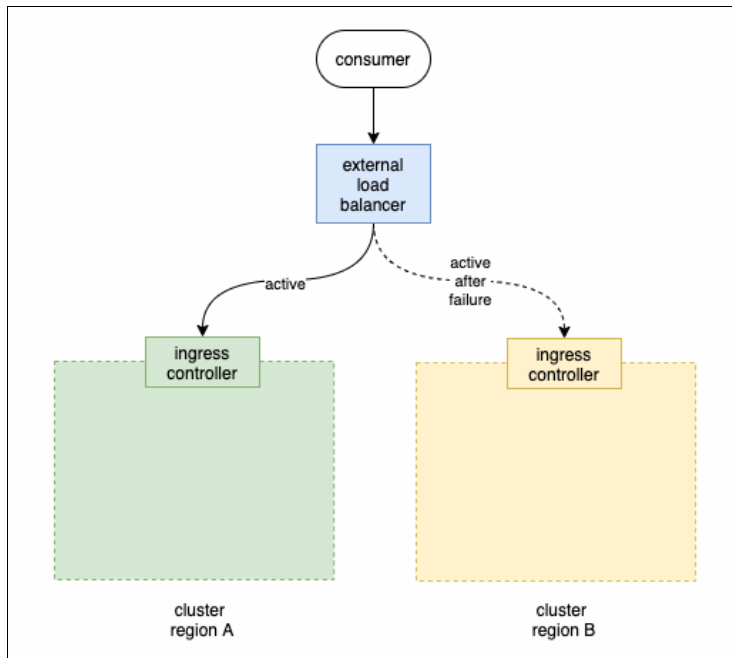 consumer
external
load
balancer
active
active
after
failure
ingress
controller
ingress
controller
cluster
region A
cluster
region B